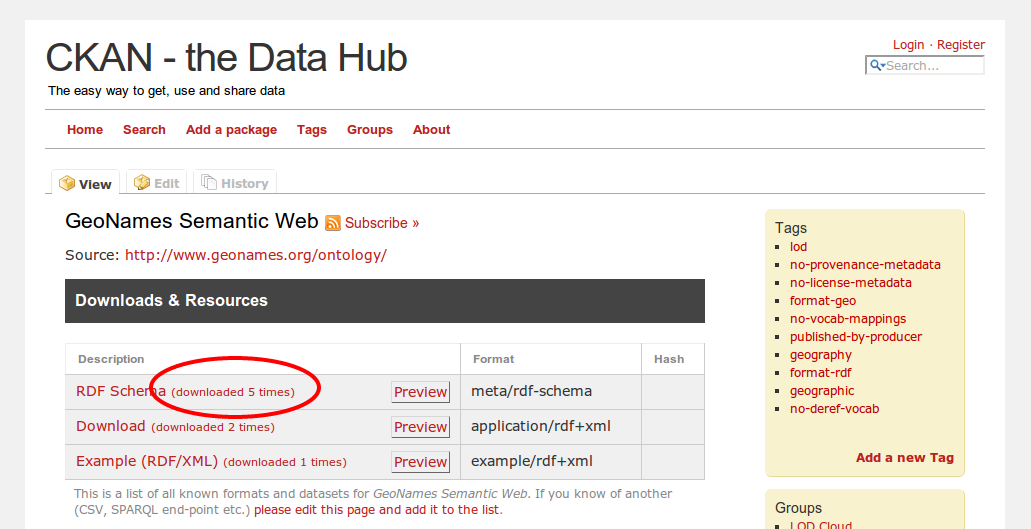 CKAN - the Data Hub
The easy way to get, use and share data
Login · Register
Search...
Home Search Add a package Tags Groups About
View Edit History
GeoNames Semantic Web Subscribe »
Source: http://www.geonames.org/ontology/
Downloads & Resources
Description Format Hash
RDF Schema (downloaded 5 times) Preview meta/rdf-schema
Download (downloaded 2 times) Preview application/rdf+xml
Example (RDF/XML) (downloaded 1 times) Preview example/rdf+xml
This is a list of all known formats and datasets for GeoNames Semantic Web. If you know of another
(CSV, SPARQL end-point etc.) please edit this page and add it to the list.
Tags
lod
no-provenance-metadata
no-license-metadata
format-geo
no-vocab-mappings
published-by-producer
geography
format-rdf
geographic
no-deref-vocab
Add a new Tag
Groups
LOD Cloud